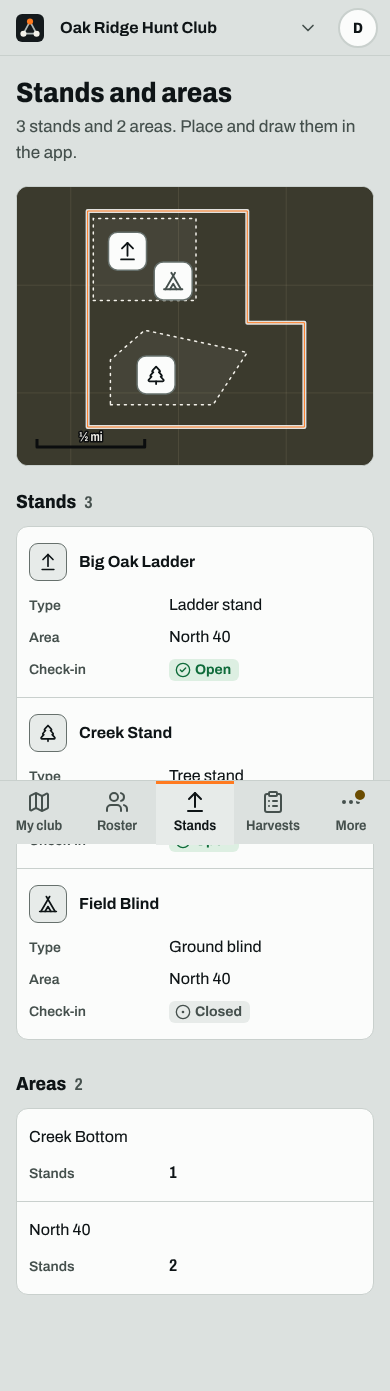 Oak Ridge Hunt Club
D
Stands and areas
3 stands and 2 areas. Place and draw them in
the app.
½ mi
Stands 3
Big Oak Ladder
Type Ladder stand
Area North 40
Check-in Open
Creek Stand
Type Tree stand
My club Roster Stands Harvests More
Field Blind
Type Ground blind
Area North 40
Check-in Closed
Areas 2
Creek Bottom
Stands 1
North 40
Stands 2